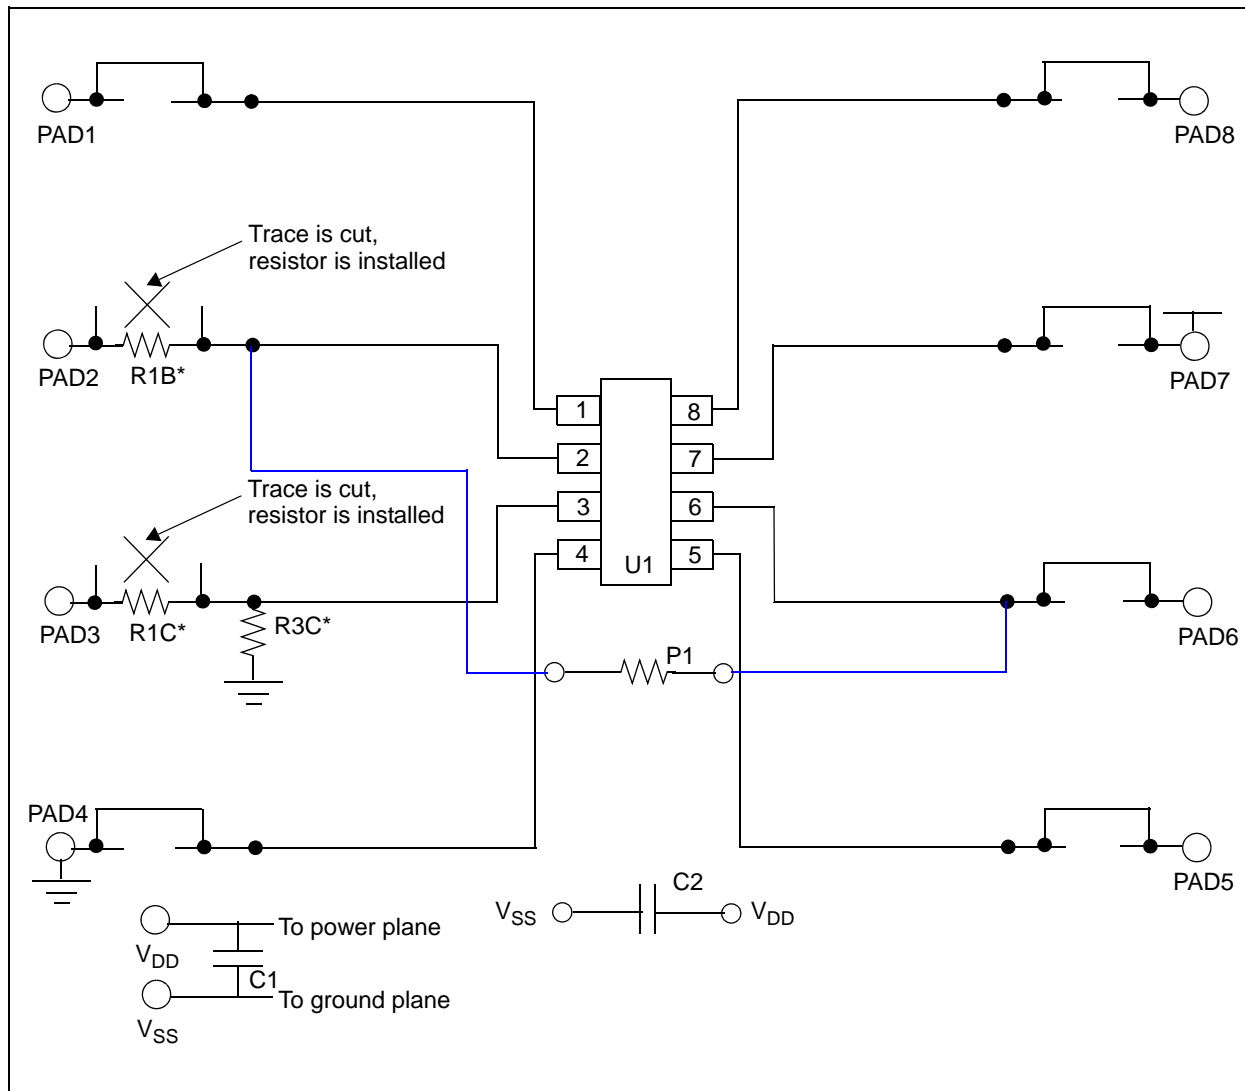 PAD1
PAD8
Trace is cut,
resistor is installed
PAD2
R1B*
PAD7
1
8
2
7
Trace is cut,
resistor is installed
3
6
4
U1
5
PAD3
R1C*
R3C*
PAD6
P1
PAD4
PAD5
C2
VSS
VDD
To power plane
VDD
C1
To ground plane
VSS